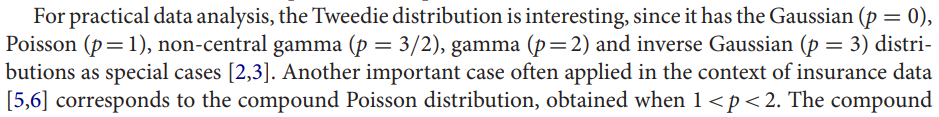 For practical data analysis, the Tweedie distribution is interesting, since it has the Gaussian (p = 0),
Poisson (p = 1), non-central gamma (p = 3/2), gamma (p = 2) and inverse Gaussian (p = 3) distri-
butions as special cases [2,3]. Another important case often applied in the context of insurance data
[5,6] corresponds to the compound Poisson distribution, obtained when 1 < p < 2. The compound